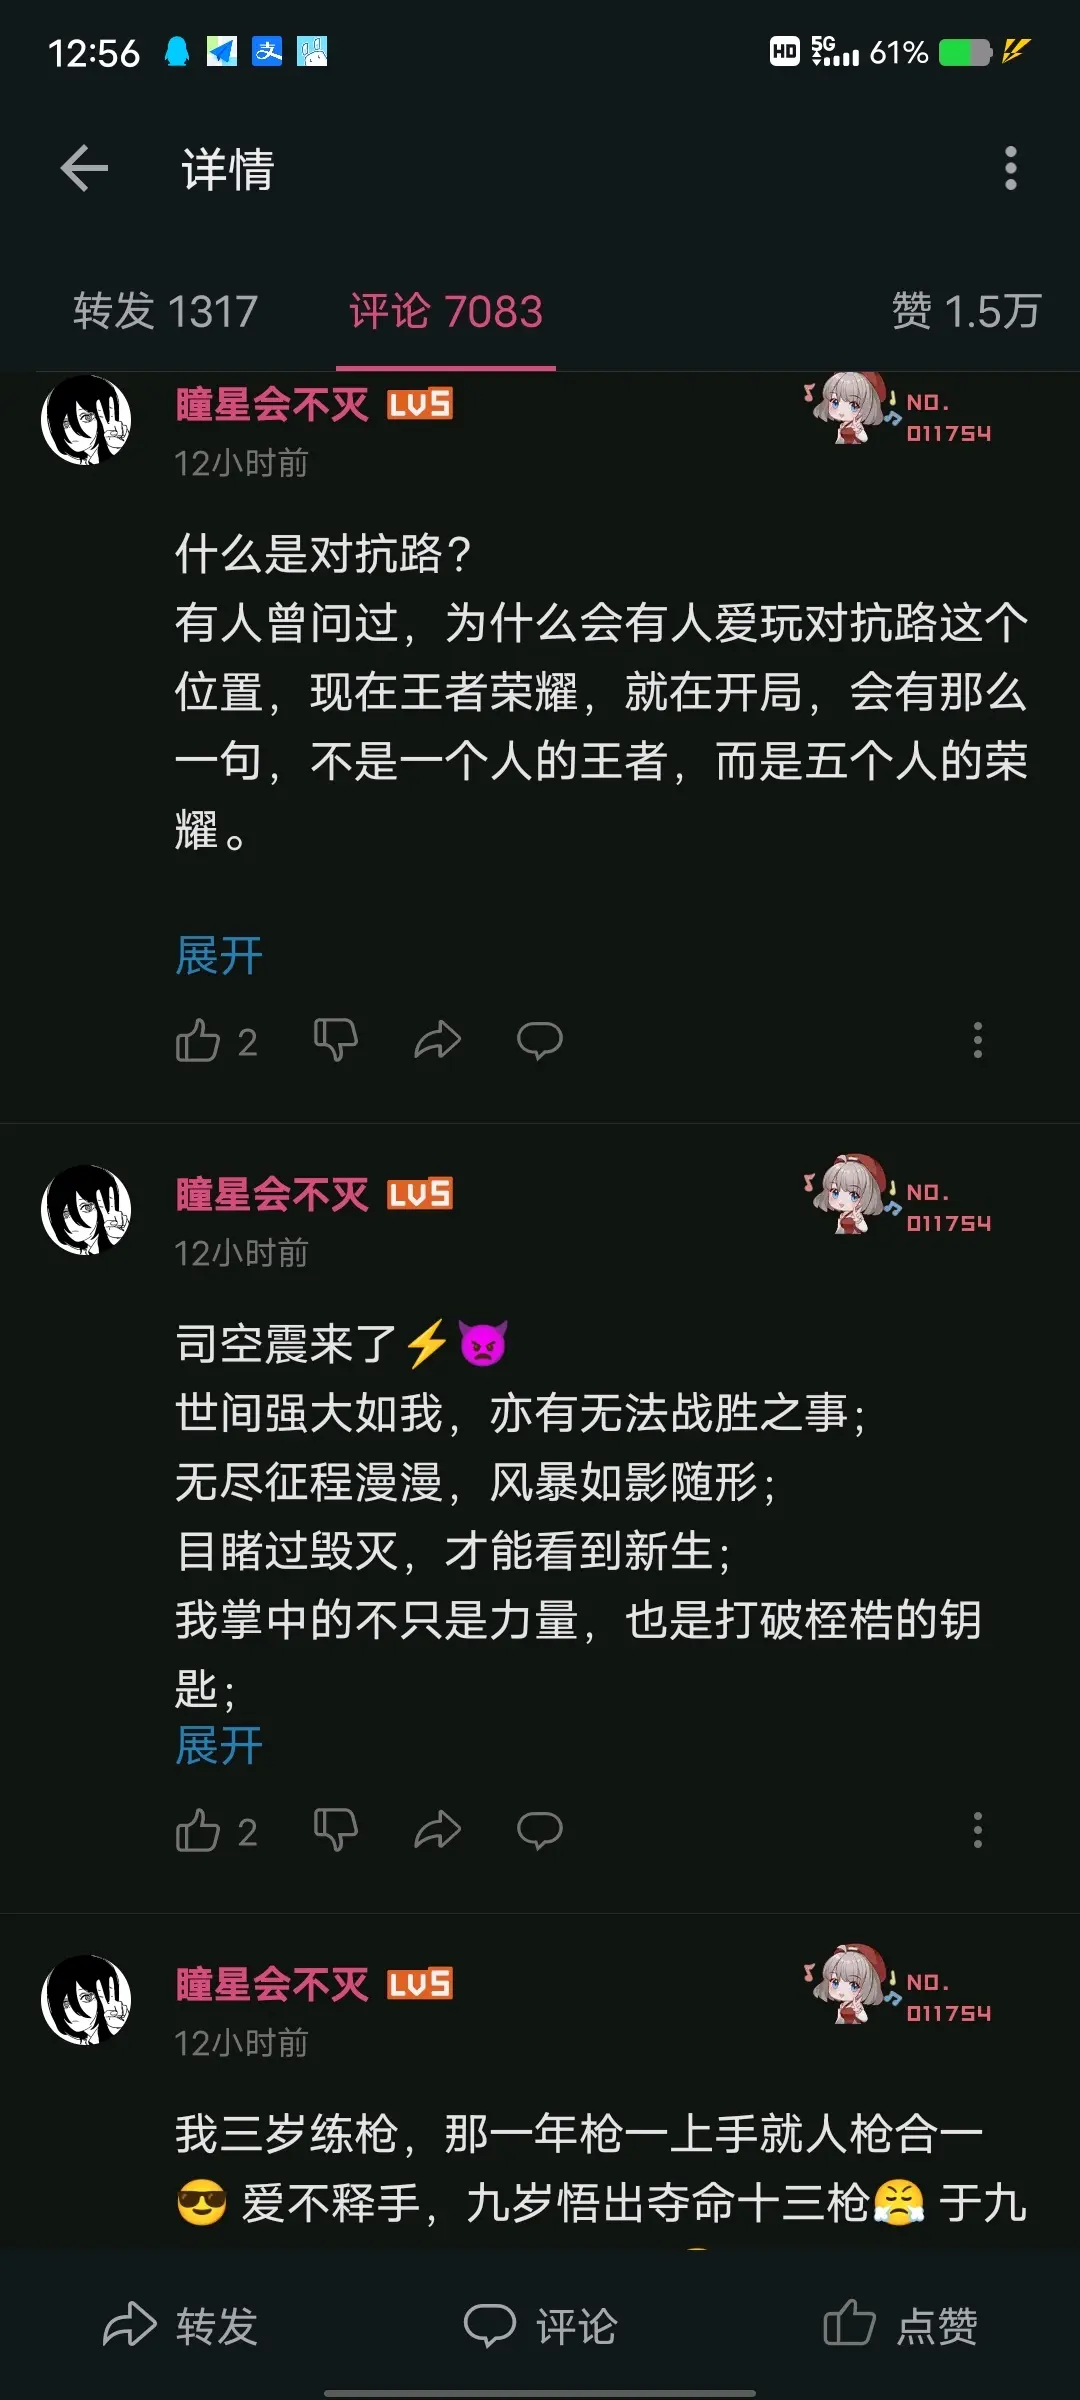 12:56 支 HD 5G 61%
详情
转发 1317 评论 7083 赞 1.5万
瞳星会不灭 LV5 NO.
011754
12小时前
什么是对抗路?
有人曾问过，为什么会有人爱玩对抗路这个
位置，现在王者荣耀，就在开局，会有那么
一句，不是一个人的王者，而是五个人的荣
耀。
展开
2
瞳星会不灭 LV5 NO.
011754
12小时前
司空震来了⚡👿
世间强大如我，亦有无法战胜之事；
无尽征程漫漫，风暴如影随形；
目睹过毁灭，才能看到新生；
我掌中的不只是力量，也是打破桎梏的钥
匙；
展开
2
瞳星会不灭 LV5 NO.
011754
12小时前
我三岁练枪，那一年枪一上手就人枪合一
😎 爱不释手，九岁悟出夺命十三枪😤 于九
转发 评论 点赞